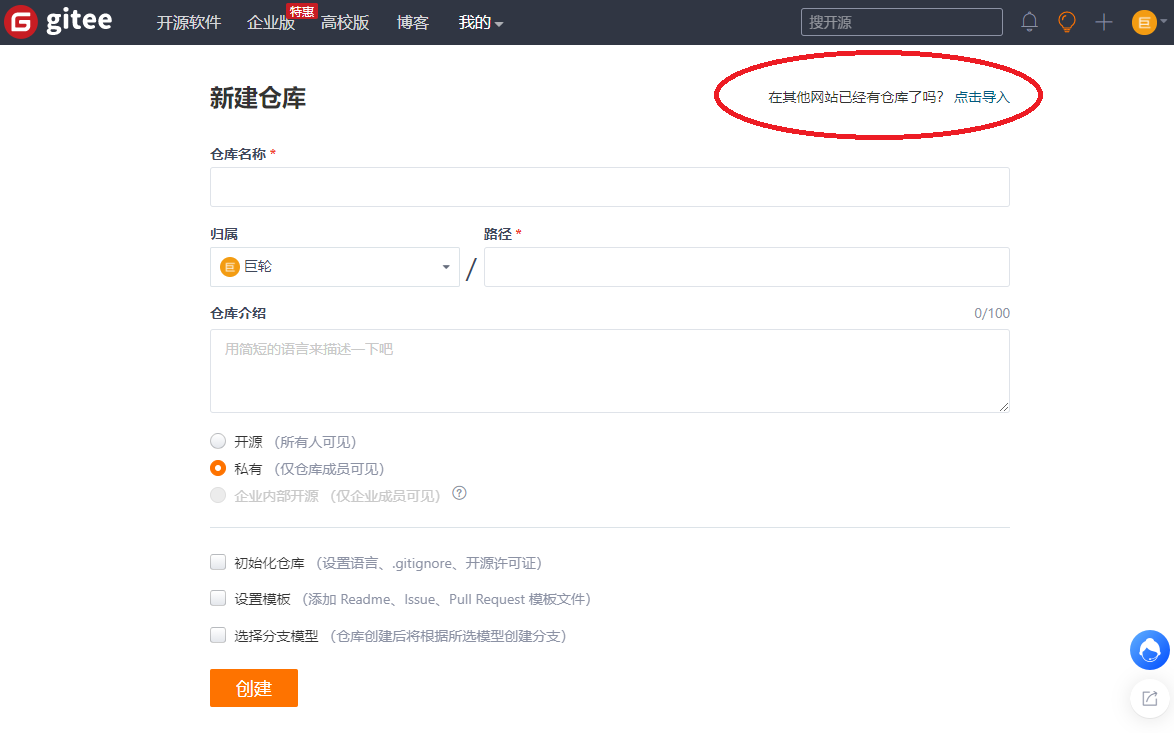 gitee 开源软件 企业版 特惠 高校版 博客 我的 搜开源 巨
新建仓库 在其他网站已经有仓库了吗? 点击导入
仓库名称 *
归属 路径 *
巨 巨轮 /
仓库介绍 0/100
用简短的语言来描述一下吧
开源 (所有人可见)
私有 (仅仓库成员可见)
企业内部开源 (仅企业成员可见) ?
初始化仓库 (设置语言、.gitignore、开源许可证)
设置模板 (添加 Readme、Issue、Pull Request 模板文件)
选择分支模型 (仓库创建后将根据所选模型创建分支)
创建